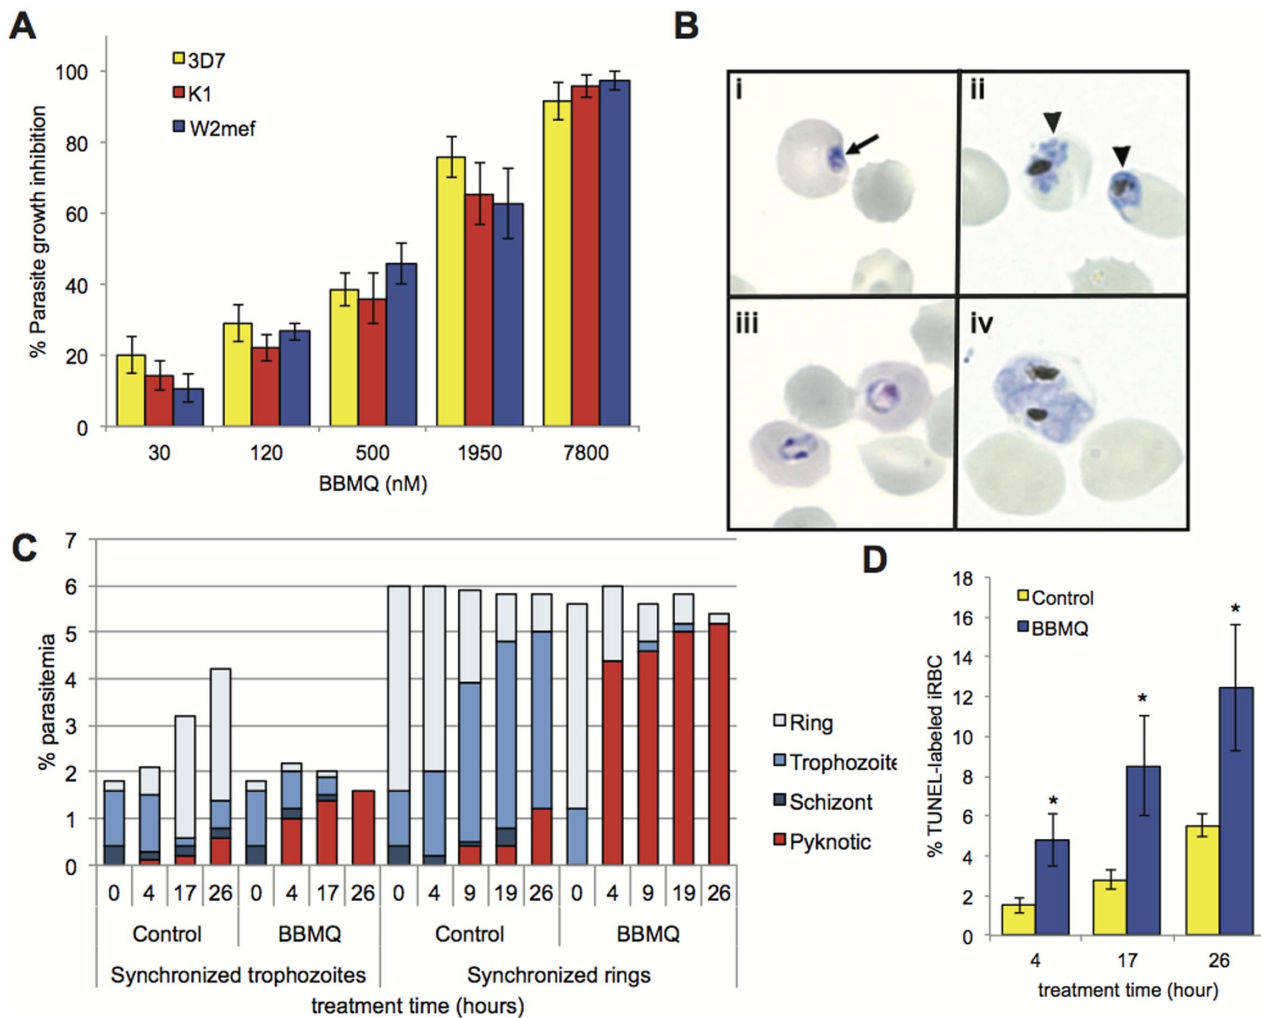 A
% Parasite growth inhibition
100
80
60
40
20
0
3D7
K1
W2mef
30 120 500 1950 7800
BBMQ (nM)
B
i
ii
iii
iv
C
% parasitemia
7
6
5
4
3
2
1
0
0 4 17 26 0 4 17 26 0 4 9 19 26 0 4 9 19 26
Control BBMQ Control BBMQ
Synchronized trophozoites Synchronized rings
treatment time (hours)
Ring
Trophozoite
Schizont
Pyknotic
D
% TUNEL-labeled iRBC
18
16
14
12
10
8
6
4
2
0
Control
BBMQ
* * *
4 17 26
treatment time (hour)